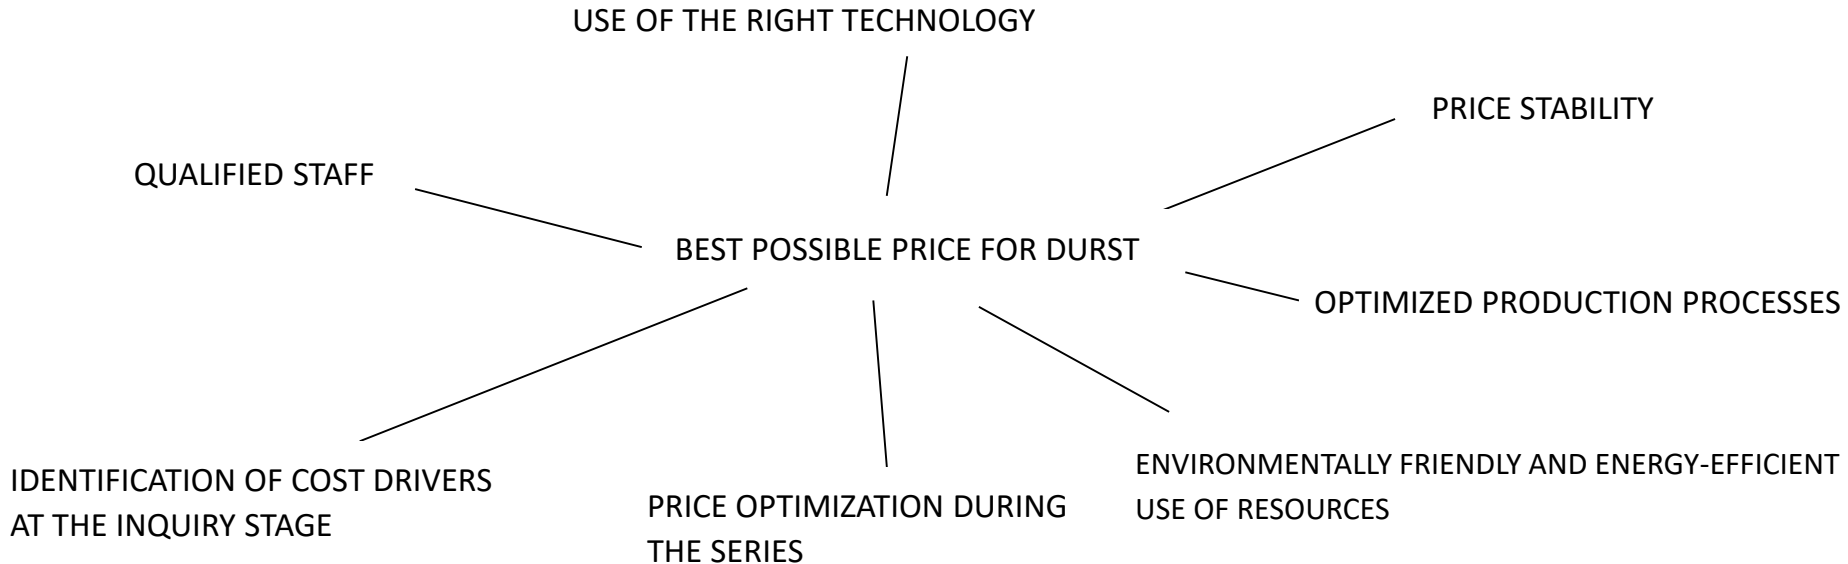 USE OF THE RIGHT TECHNOLOGY
PRICE STABILITY
QUALIFIED STAFF
BEST POSSIBLE PRICE FOR DURST
OPTIMIZED PRODUCTION PROCESSES
IDENTIFICATION OF COST DRIVERS
AT THE INQUIRY STAGE
PRICE OPTIMIZATION DURING
THE SERIES
ENVIRONMENTALLY FRIENDLY AND ENERGY-EFFICIENT
USE OF RESOURCES